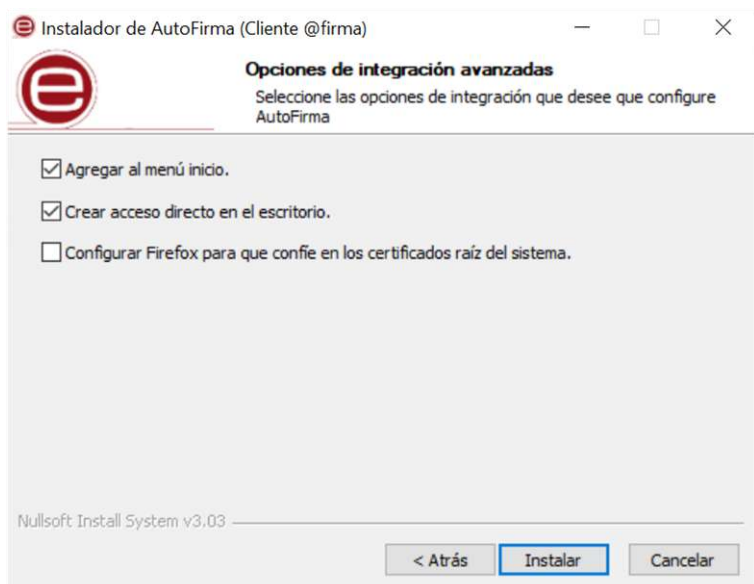 Instalador de AutoFirma (Cliente @firma)
Opciones de integración avanzadas
Seleccione las opciones de integración que desee que configure
AutoFirma
Agregar al menú inicio.
Crear acceso directo en el escritorio.
Configurar Firefox para que confíe en los certificados raíz del sistema.
Nullsoft Install System v3.03
< Atrás Instalar Cancelar